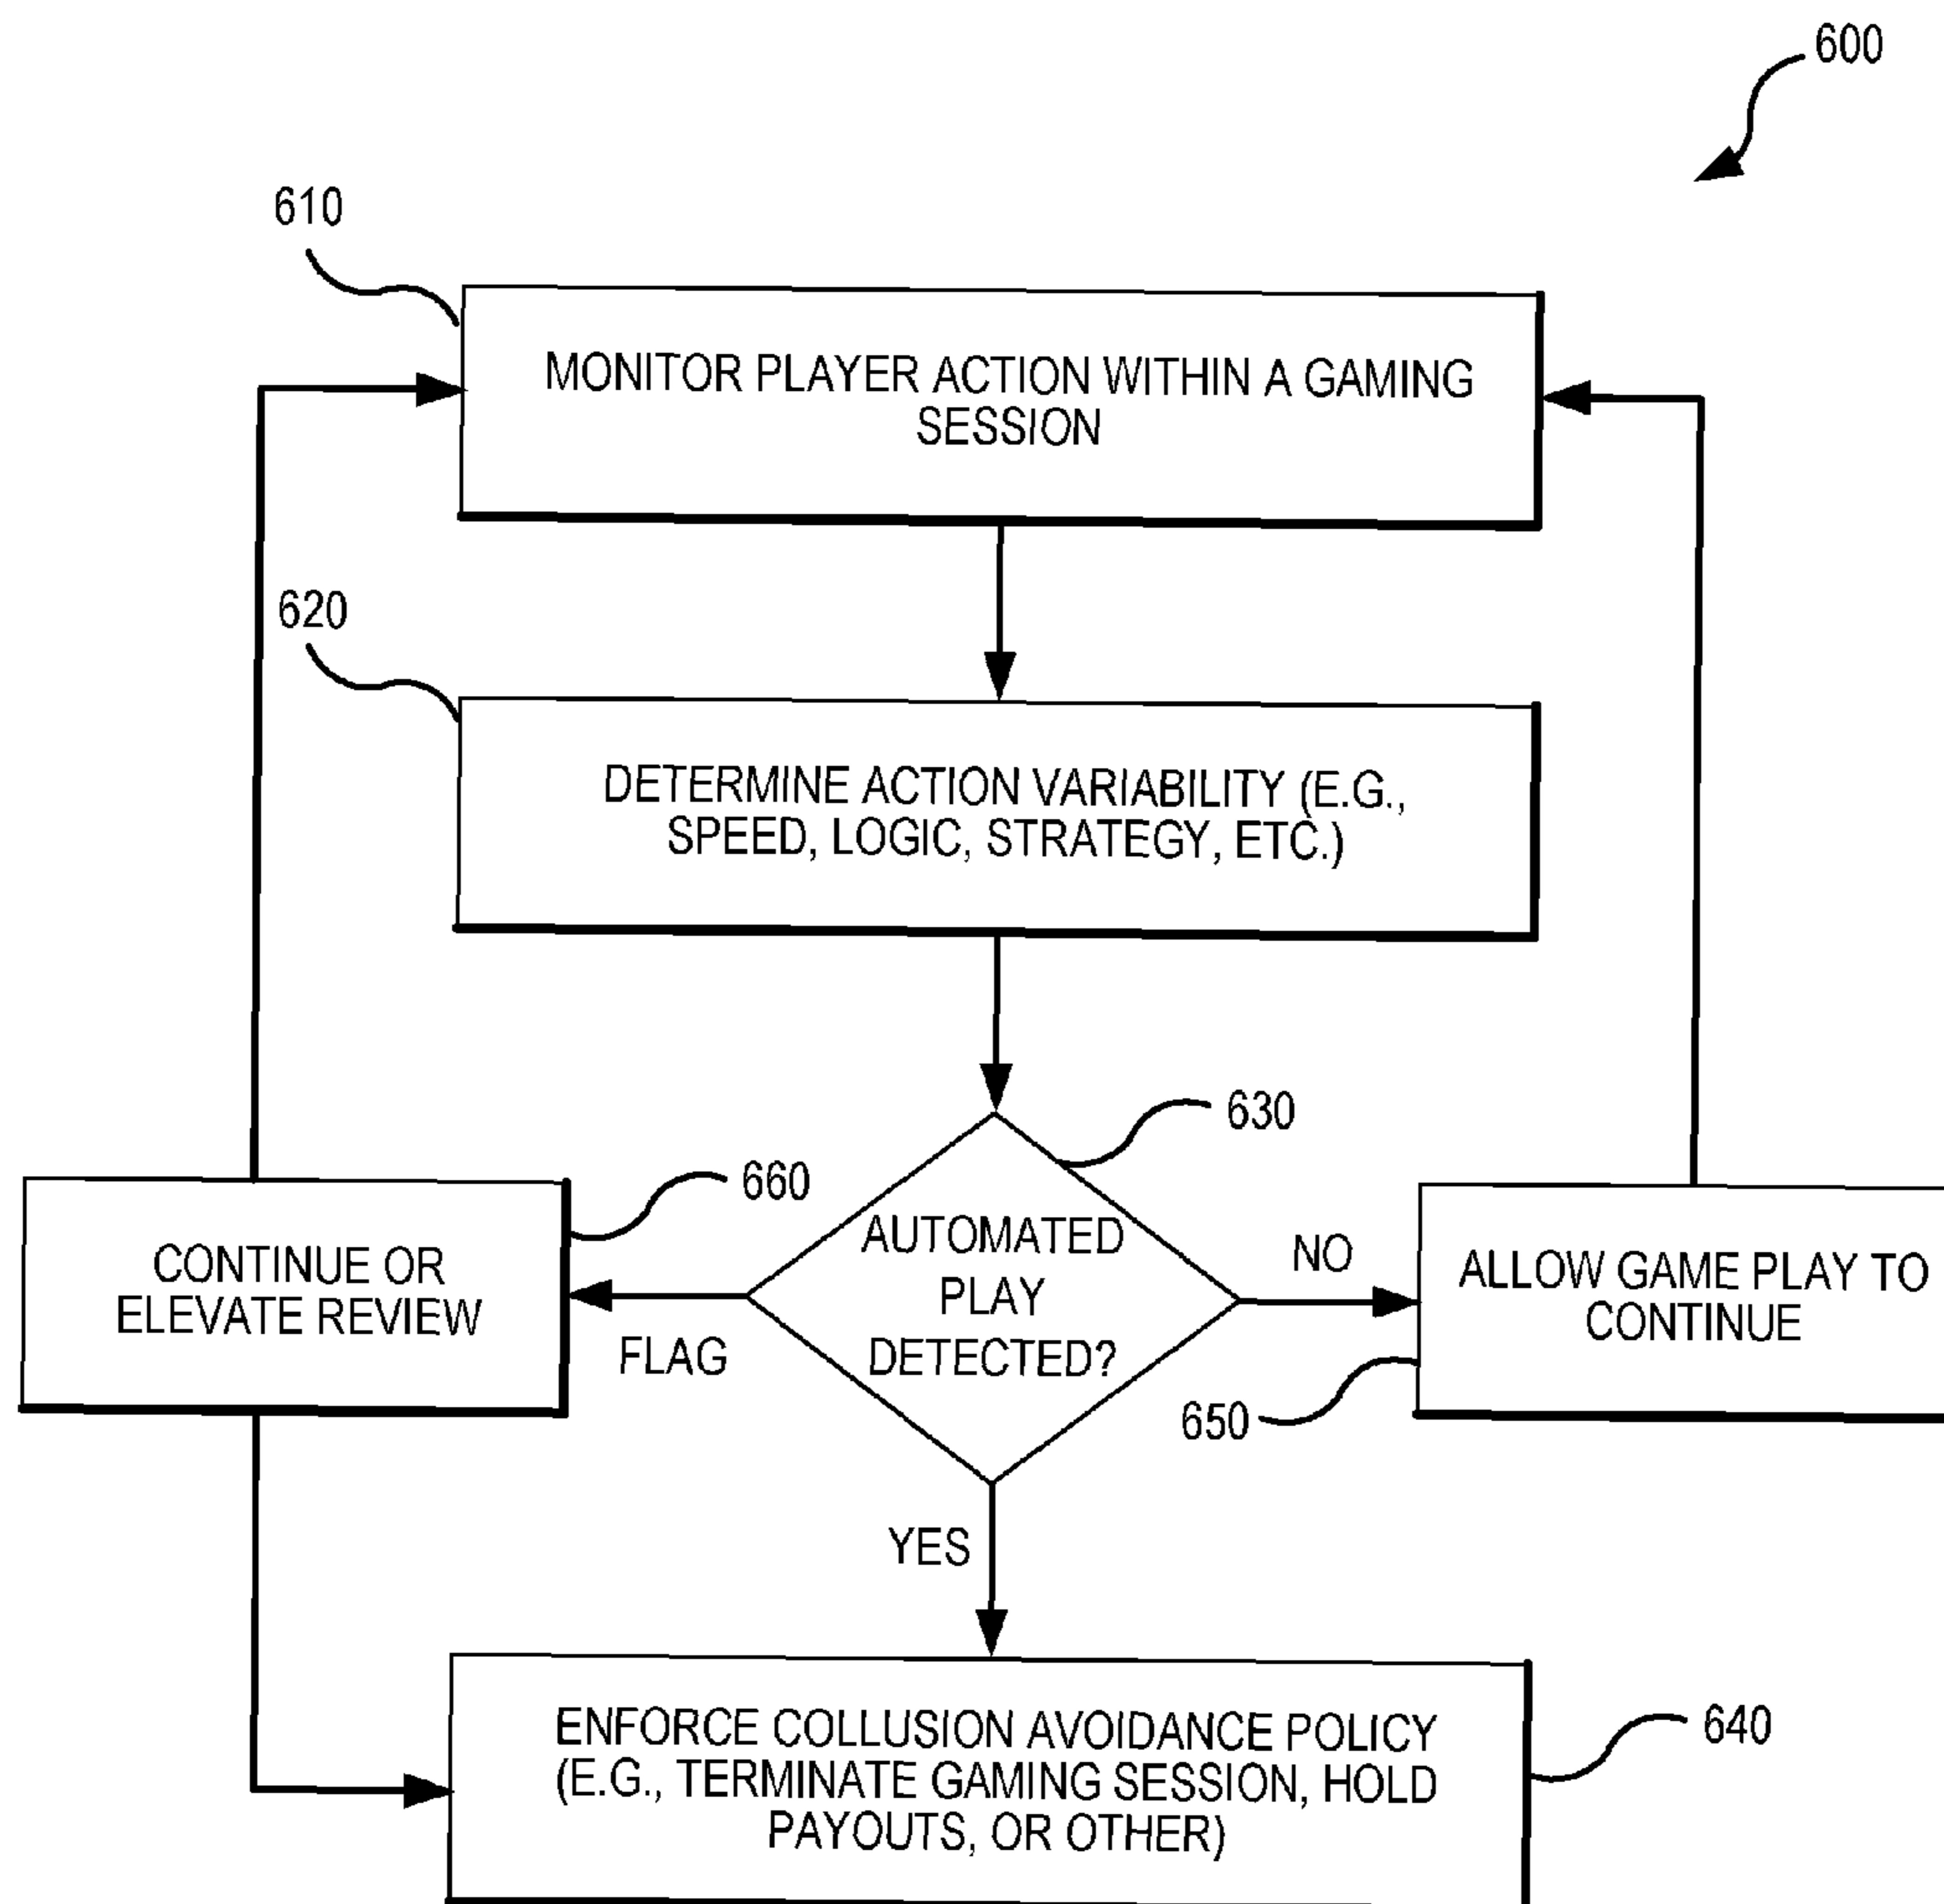 600
610
MONITOR PLAYER ACTION WITHIN A GAMING
SESSION
620
DETERMINE ACTION VARIABILITY (E.G.,
SPEED, LOGIC, STRATEGY, ETC.)
630
660
AUTOMATED
PLAY
DETECTED?
CONTINUE OR
ELEVATE REVIEW
FLAG
NO
ALLOW GAME PLAY TO
CONTINUE
650
YES
ENFORCE COLLUSION AVOIDANCE POLICY
(E.G., TERMINATE GAMING SESSION, HOLD
PAYOUTS, OR OTHER)
640